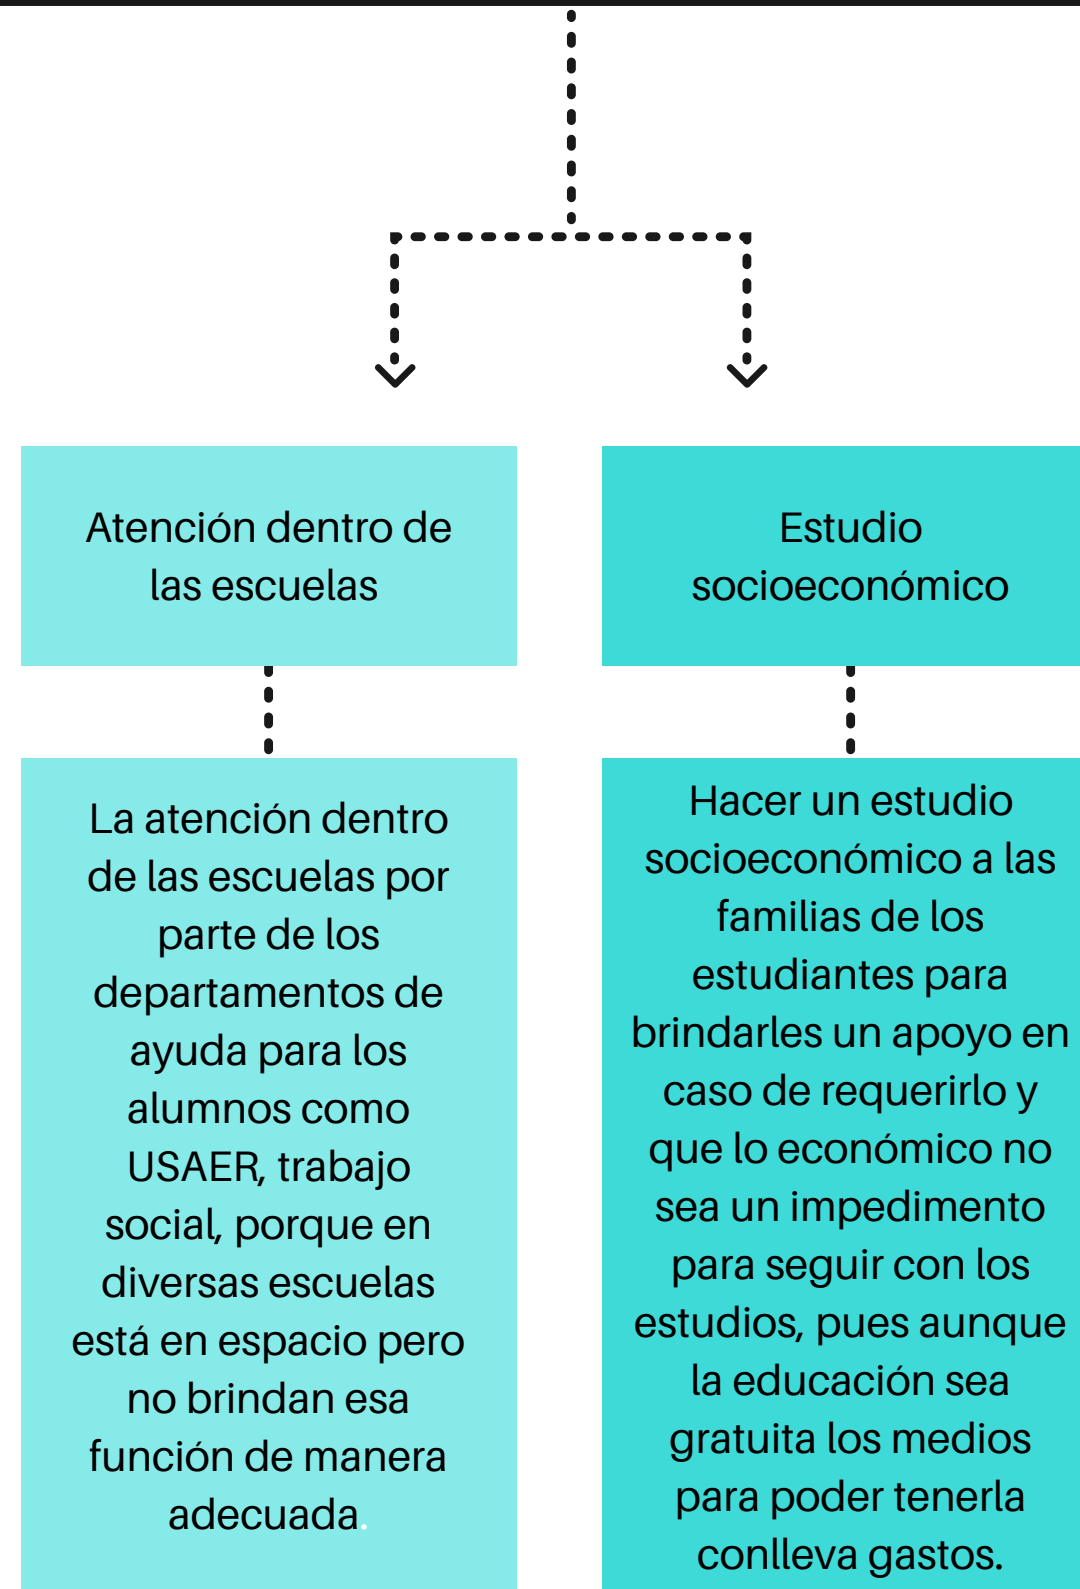 Atención dentro de
las escuelas
Estudio
socioeconómico
La atención dentro
de las escuelas por
parte de los
departamentos de
ayuda para los
alumnos como
USAER, trabajo
social, porque en
diversas escuelas
está en espacio pero
no brindan esa
función de manera
adecuada.
Hacer un estudio
socioeconómico a las
familias de los
estudiantes para
brindarles un apoyo en
caso de requerirlo y
que lo económico no
sea un impedimento
para seguir con los
estudios, pues aunque
la educación sea
gratuita los medios
para poder tenerla
conlleva gastos.